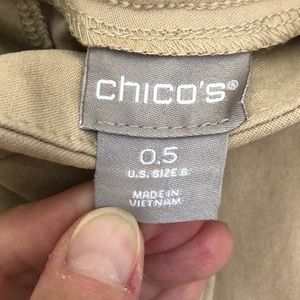 chico's®
0.5
U.S. SIZE 6
MADE IN
VIETNAM